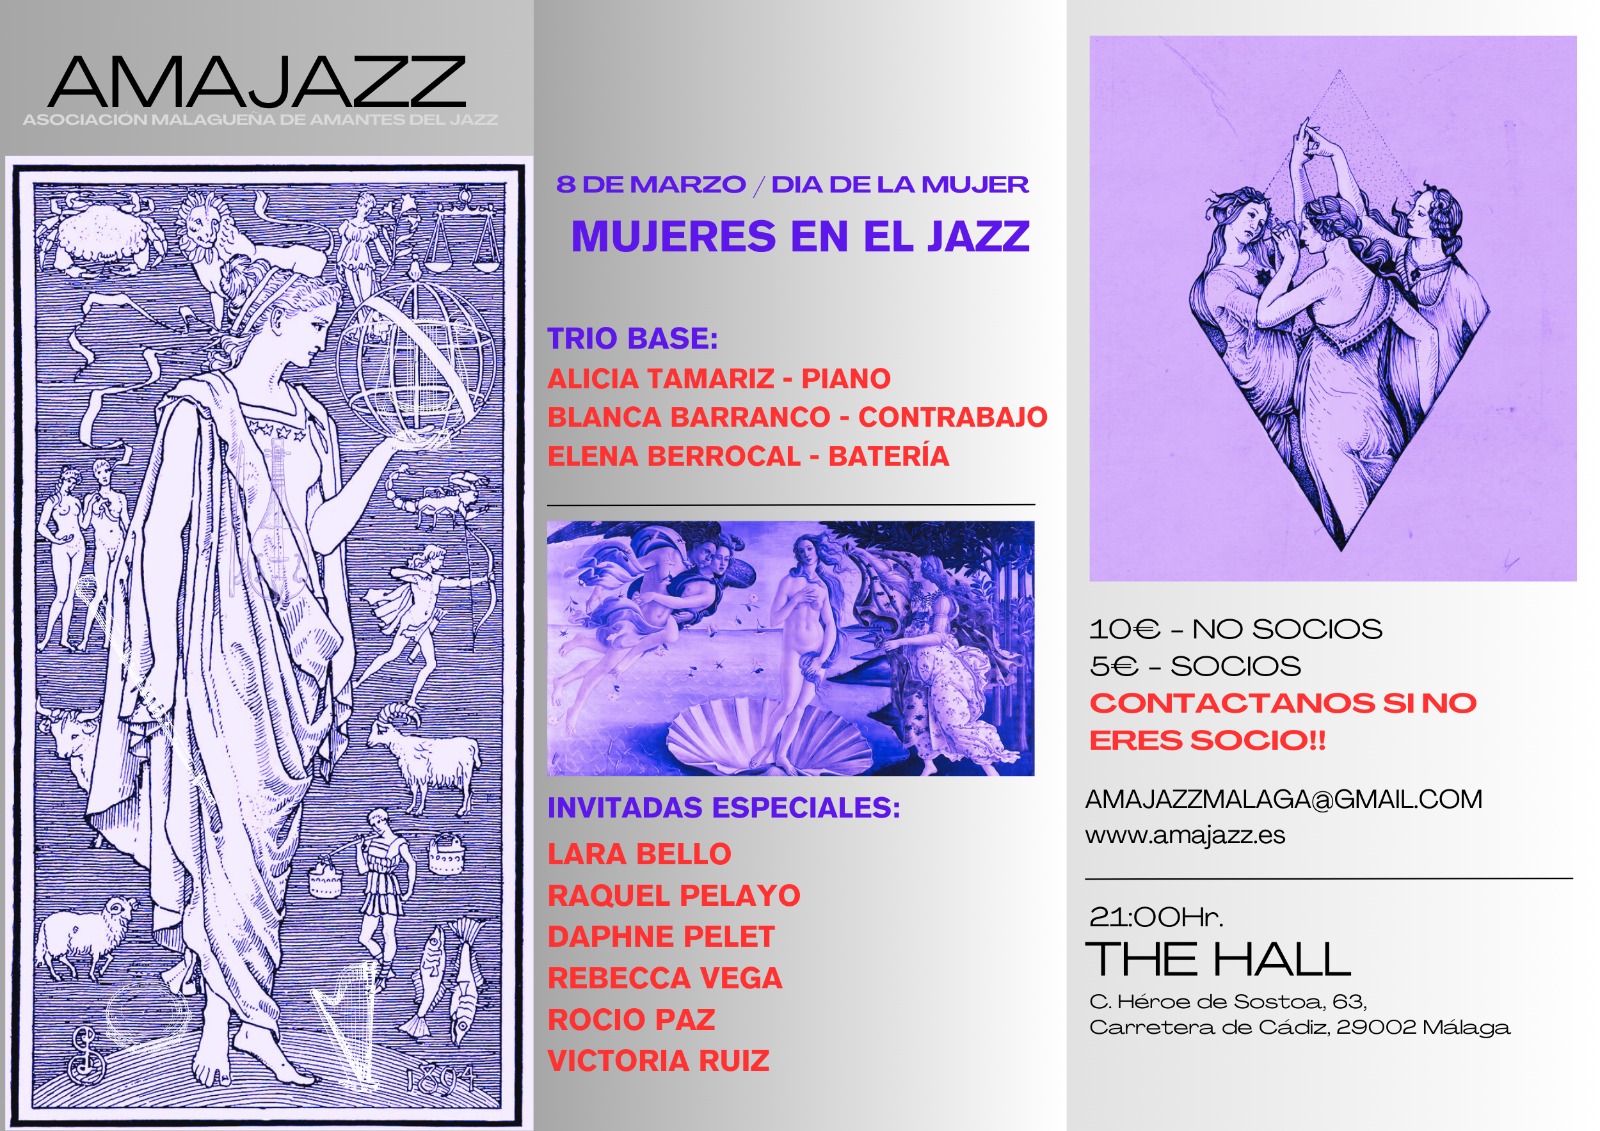 AMAJAZZ
ASOCIACIÓN MALAGUEÑA DE AMANTES DEL JAZZ
1894
8 DE MARZO / DIA DE LA MUJER
MUJERES EN EL JAZZ
TRIO BASE:
ALICIA TAMARIZ - PIANO
BLANCA BARRANCO - CONTRABAJO
ELENA BERROCAL - BATERÍA
INVITADAS ESPECIALES:
LARA BELLO
RAQUEL PELAYO
DAPHNE PELET
REBECCA VEGA
ROCIO PAZ
VICTORIA RUIZ
10€ - NO SOCIOS
5€ - SOCIOS
CONTACTANOS SI NO
ERES SOCIO!!
AMAJAZZMALAGA@GMAIL.COM
www.amajazz.es
21:00Hr.
THE HALL
C. Héroe de Sostoa, 63,
Carretera de Cádiz, 29002 Málaga